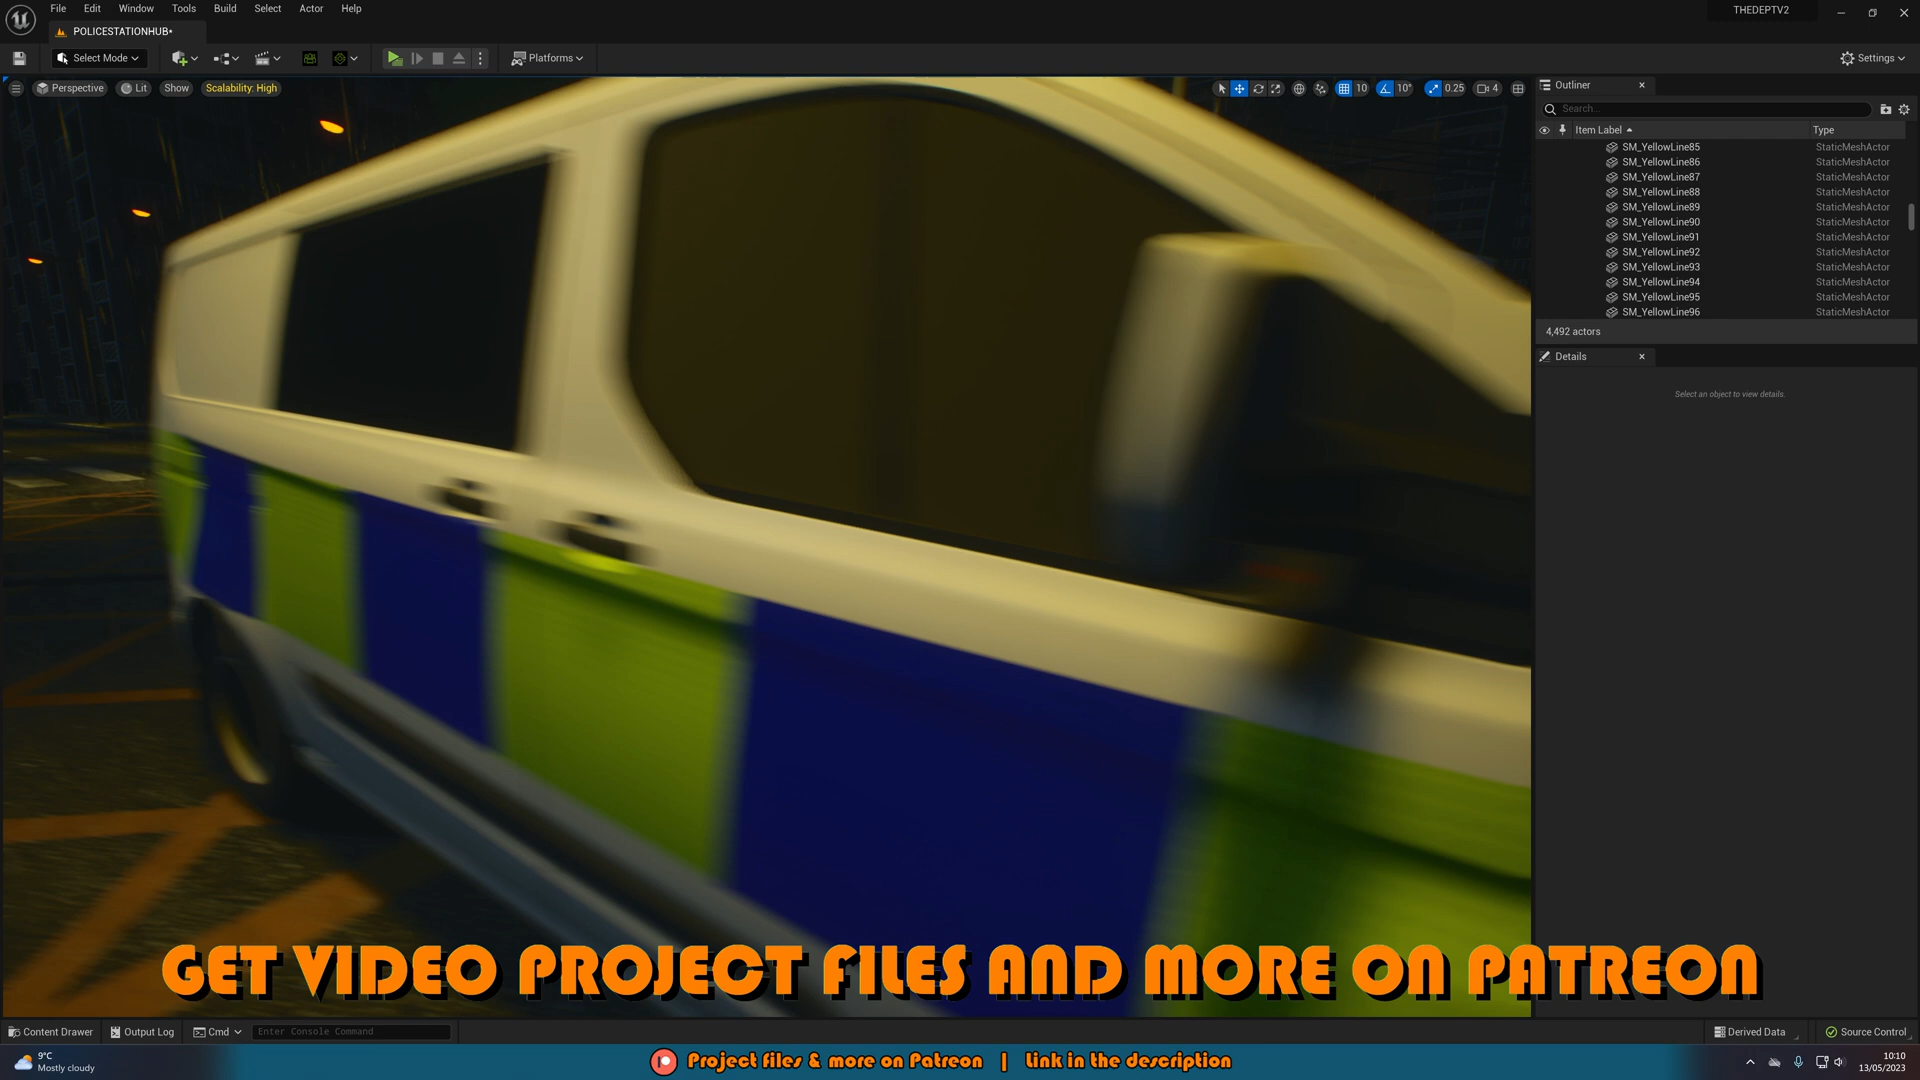 File Edit Window Tools Build Select Actor Help
THEDEPTV2
POLICESTATIONHUB*
Select Mode
Platforms
Settings
Perspective Lit Show Scalability: High
10 10° 0.25 4
Outliner
Search...
Item Label Type
SM_YellowLine85 StaticMeshActor
SM_YellowLine86 StaticMeshActor
SM_YellowLine87 StaticMeshActor
SM_YellowLine88 StaticMeshActor
SM_YellowLine89 StaticMeshActor
SM_YellowLine90 StaticMeshActor
SM_YellowLine91 StaticMeshActor
SM_YellowLine92 StaticMeshActor
SM_YellowLine93 StaticMeshActor
SM_YellowLine94 StaticMeshActor
SM_YellowLine95 StaticMeshActor
SM_YellowLine96 StaticMeshActor
4,492 actors
Details
Select an object to view details.
GET VIDEO PROJECT FILES AND MORE ON PATREON
Content Drawer Output Log Cmd Enter Console Command
Derived Data Source Control
9°C
Mostly cloudy
Project files & more on Patreon | Link in the description
10:10
13/05/2023